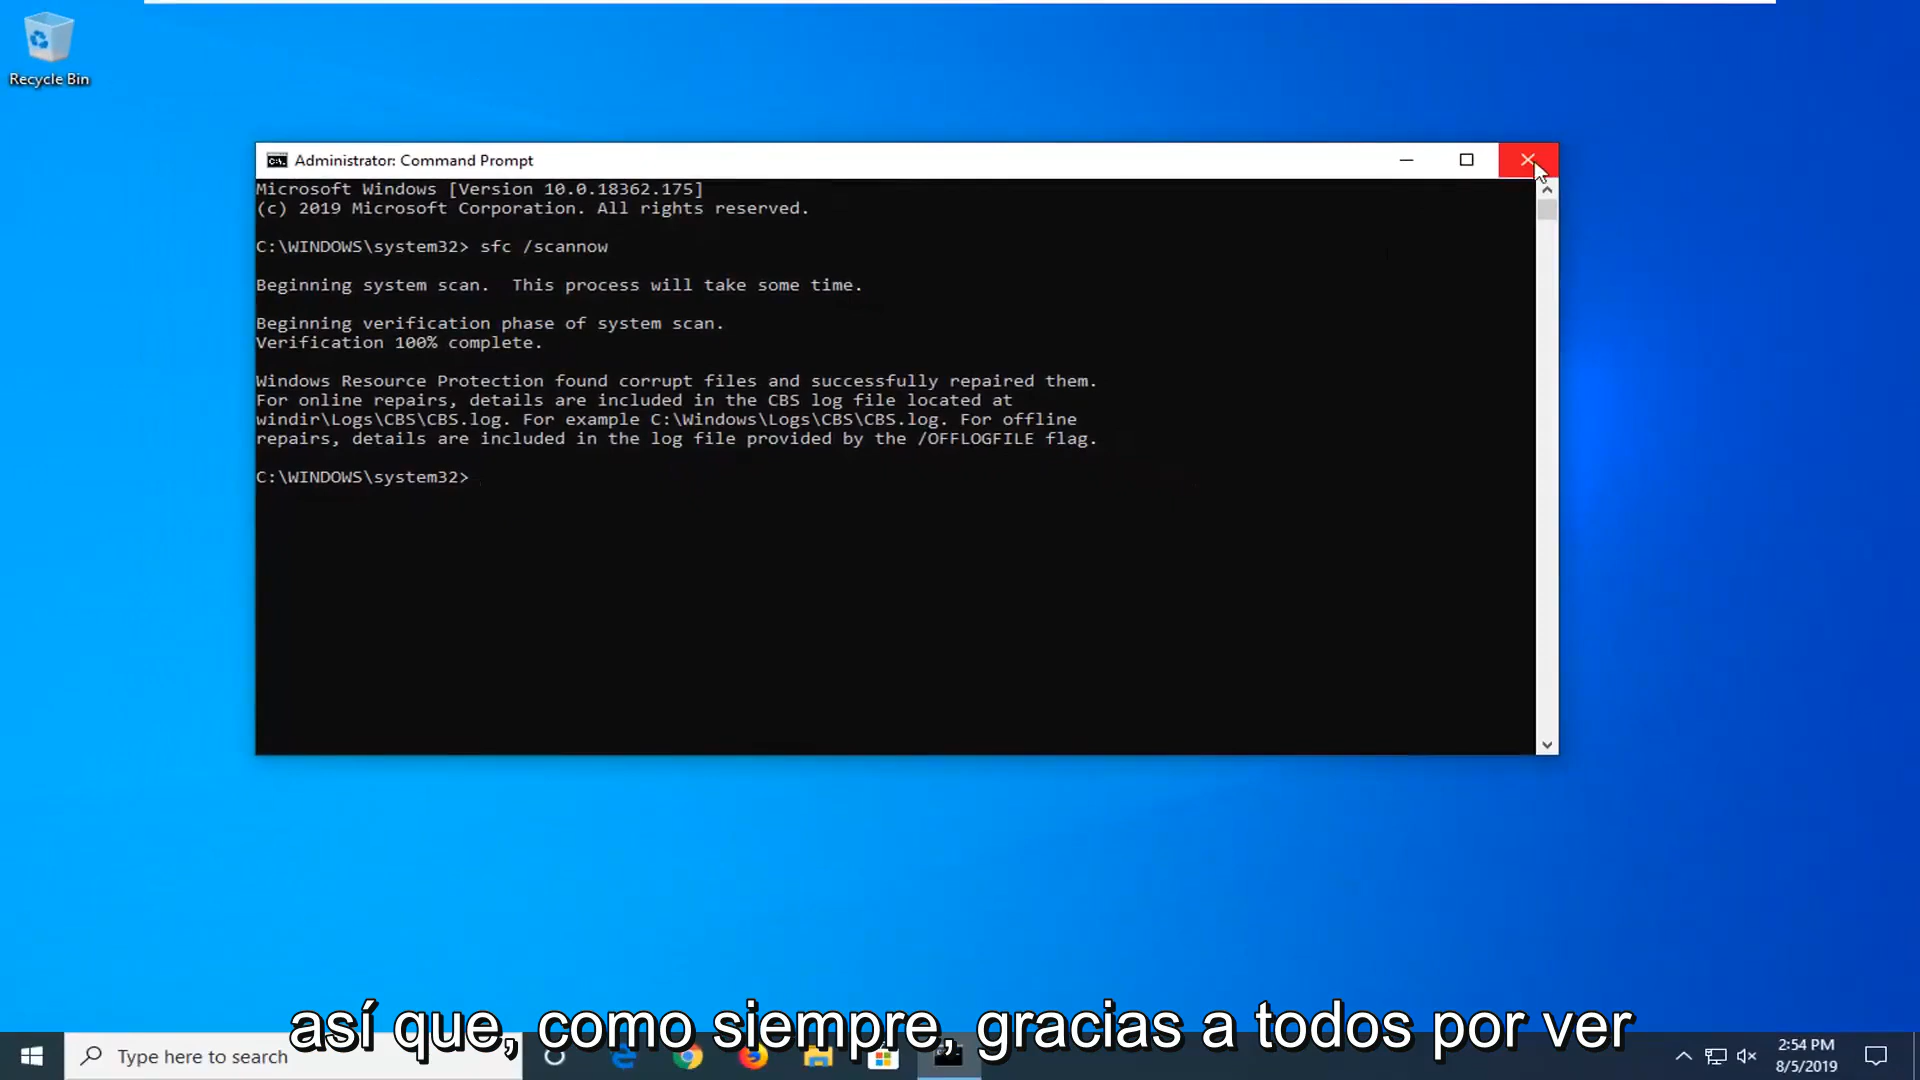 Recycle Bin
Administrator: Command Prompt
Microsoft Windows [Version 10.0.18362.175]
(c) 2019 Microsoft Corporation. All rights reserved.
C:\WINDOWS\system32> sfc /scannow
Beginning system scan.  This process will take some time.
Beginning verification phase of system scan.
Verification 100% complete.
Windows Resource Protection found corrupt files and successfully repaired them.
For online repairs, details are included in the CBS log file located at
windir\Logs\CBS\CBS.log. For example C:\Windows\Logs\CBS\CBS.log. For offline
repairs, details are included in the log file provided by the /OFFLOGFILE flag.
C:\WINDOWS\system32>
así que, como siempre, gracias a todos por ver
Type here to search
2:54 PM
8/5/2019